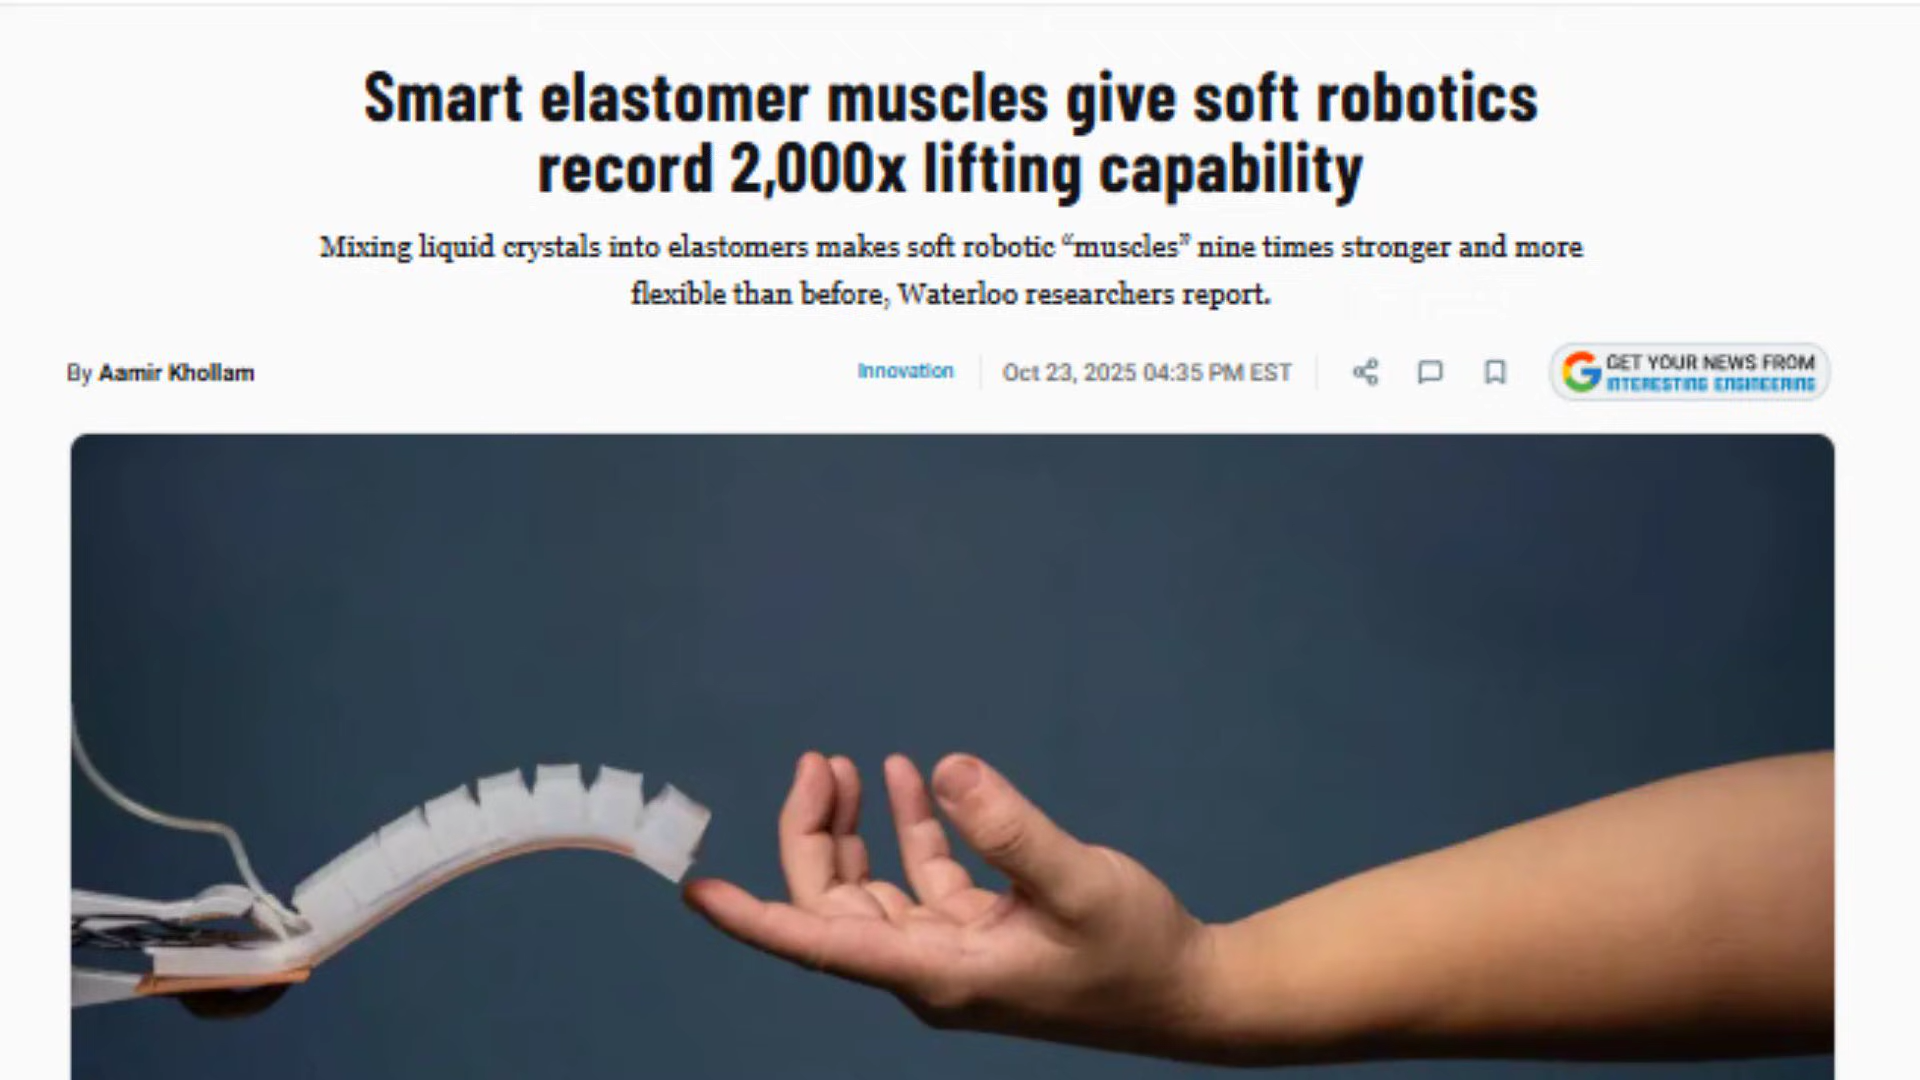 Smart elastomer muscles give soft robotics
record 2,000x lifting capability
Mixing liquid crystals into elastomers makes soft robotic “muscles” nine times stronger and more
flexible than before, Waterloo researchers report.
By Aamir Khollam
Innovation
Oct 23, 2025 04:35 PM EST
GET YOUR NEWS FROM
INTERESTING ENGINEERING